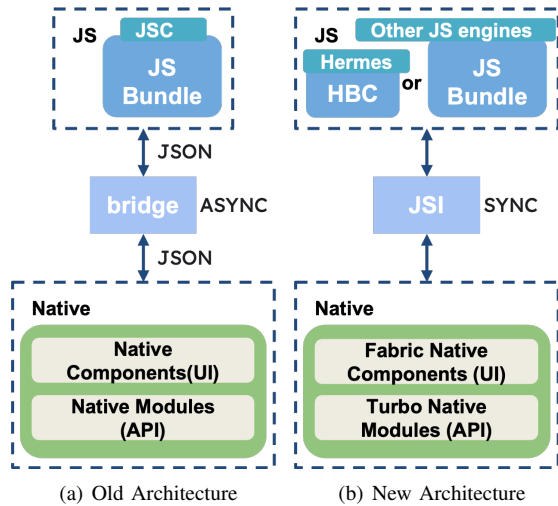 JS
JSC
JS
Bundle
JSON
bridge
ASYNC
JSON
Native
Native
Components(UI)
Native Modules
(API)
(a) Old Architecture
JS
Other JS engines
Hermes
HBC
or
JS
Bundle
JSI
SYNC
Native
Fabric Native
Components (UI)
Turbo Native
Modules (API)
(b) New Architecture